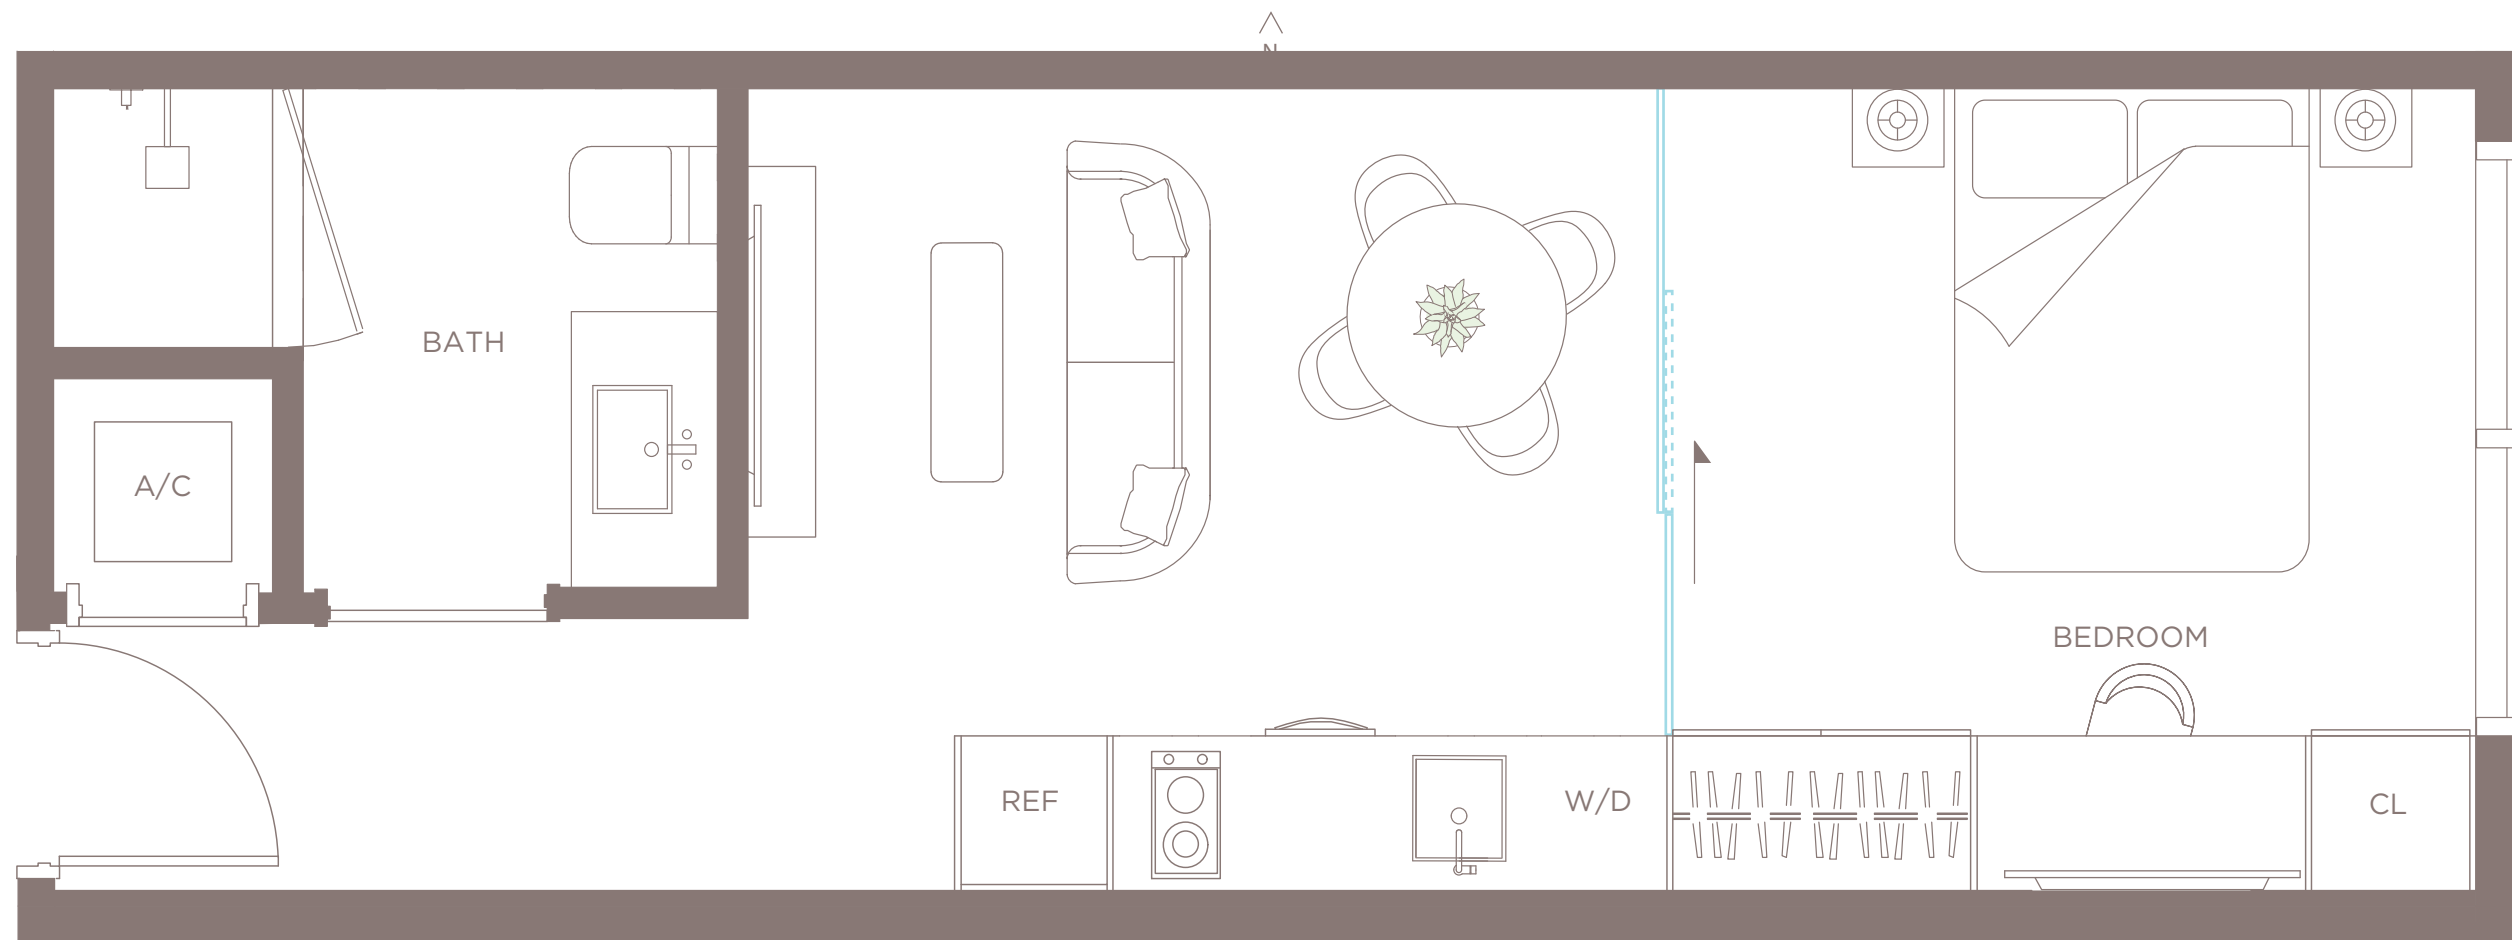 N
BATH
A/C
BEDROOM
REF
W/D
CL